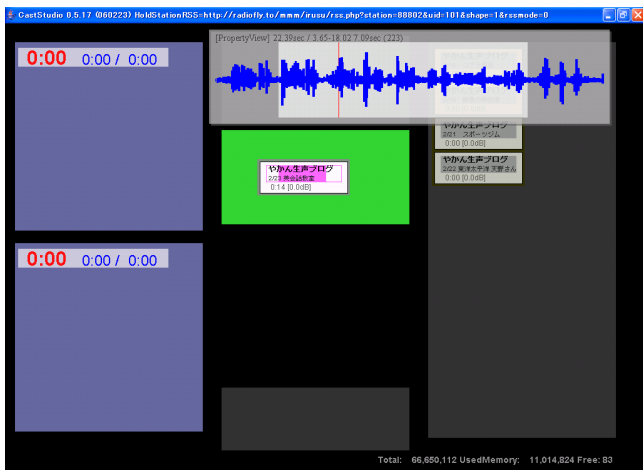 CastStudio 0.5.17 (060223) HoldStationRSS=http://radiofly.to/mmm/irusu/rss.php?station=88802&uid=101&shape=1&rssmode=0
[PropertyView] 22.39sec / 3.65-18.02 7.09sec (223)
0:00 0:00 / 0:00
やかん生声ブログ
2/21 スポーツジム
0:00 [0.0dB]
やかん生声ブログ
2/22 東洋太平洋 天野さん
0:00 [0.0dB]
やかん生声ブログ
2/23 英会話教室
0:14 [0.0dB]
0:00 0:00 / 0:00
Total: 66,650,112 UsedMemory: 11,014,824 Free: 83